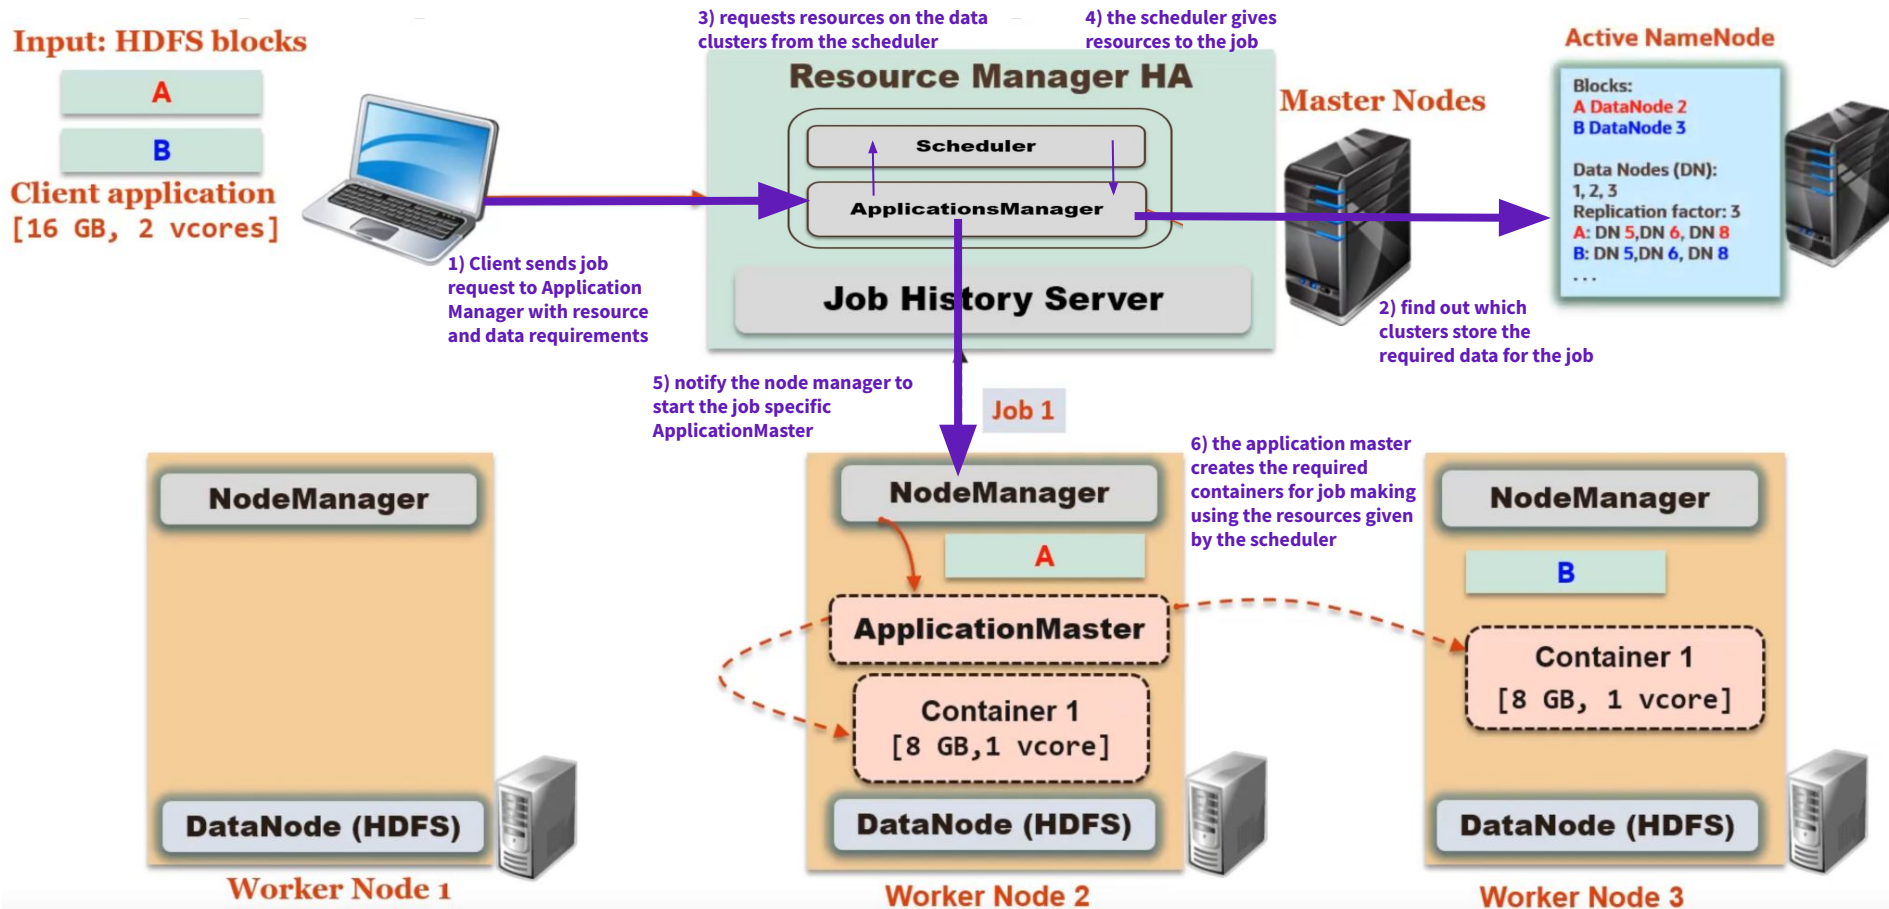 3) requests resources on the data
clusters from the scheduler
4) the scheduler gives
resources to the job
Input: HDFS blocks
A
B
Client application
[16 GB, 2 vcores]
1) Client sends job
request to Application
Manager with resource
and data requirements
Resource Manager HA
Scheduler
ApplicationsManager
Job History Server
Master Nodes
Active NameNode
Blocks:
A DataNode 2
B DataNode 3
Data Nodes (DN):
1, 2, 3
Replication factor: 3
A: DN 5,DN 6, DN 8
B: DN 5,DN 6, DN 8
...
2) find out which
clusters store the
required data for the job
5) notify the node manager to
start the job specific
ApplicationMaster
Job 1
6) the application master
creates the required
containers for job making
using the resources given
by the scheduler
NodeManager
DataNode (HDFS)
Worker Node 1
NodeManager
A
ApplicationMaster
Container 1
[8 GB,1 vcore]
DataNode (HDFS)
Worker Node 2
NodeManager
B
Container 1
[8 GB, 1 vcore]
DataNode (HDFS)
Worker Node 3